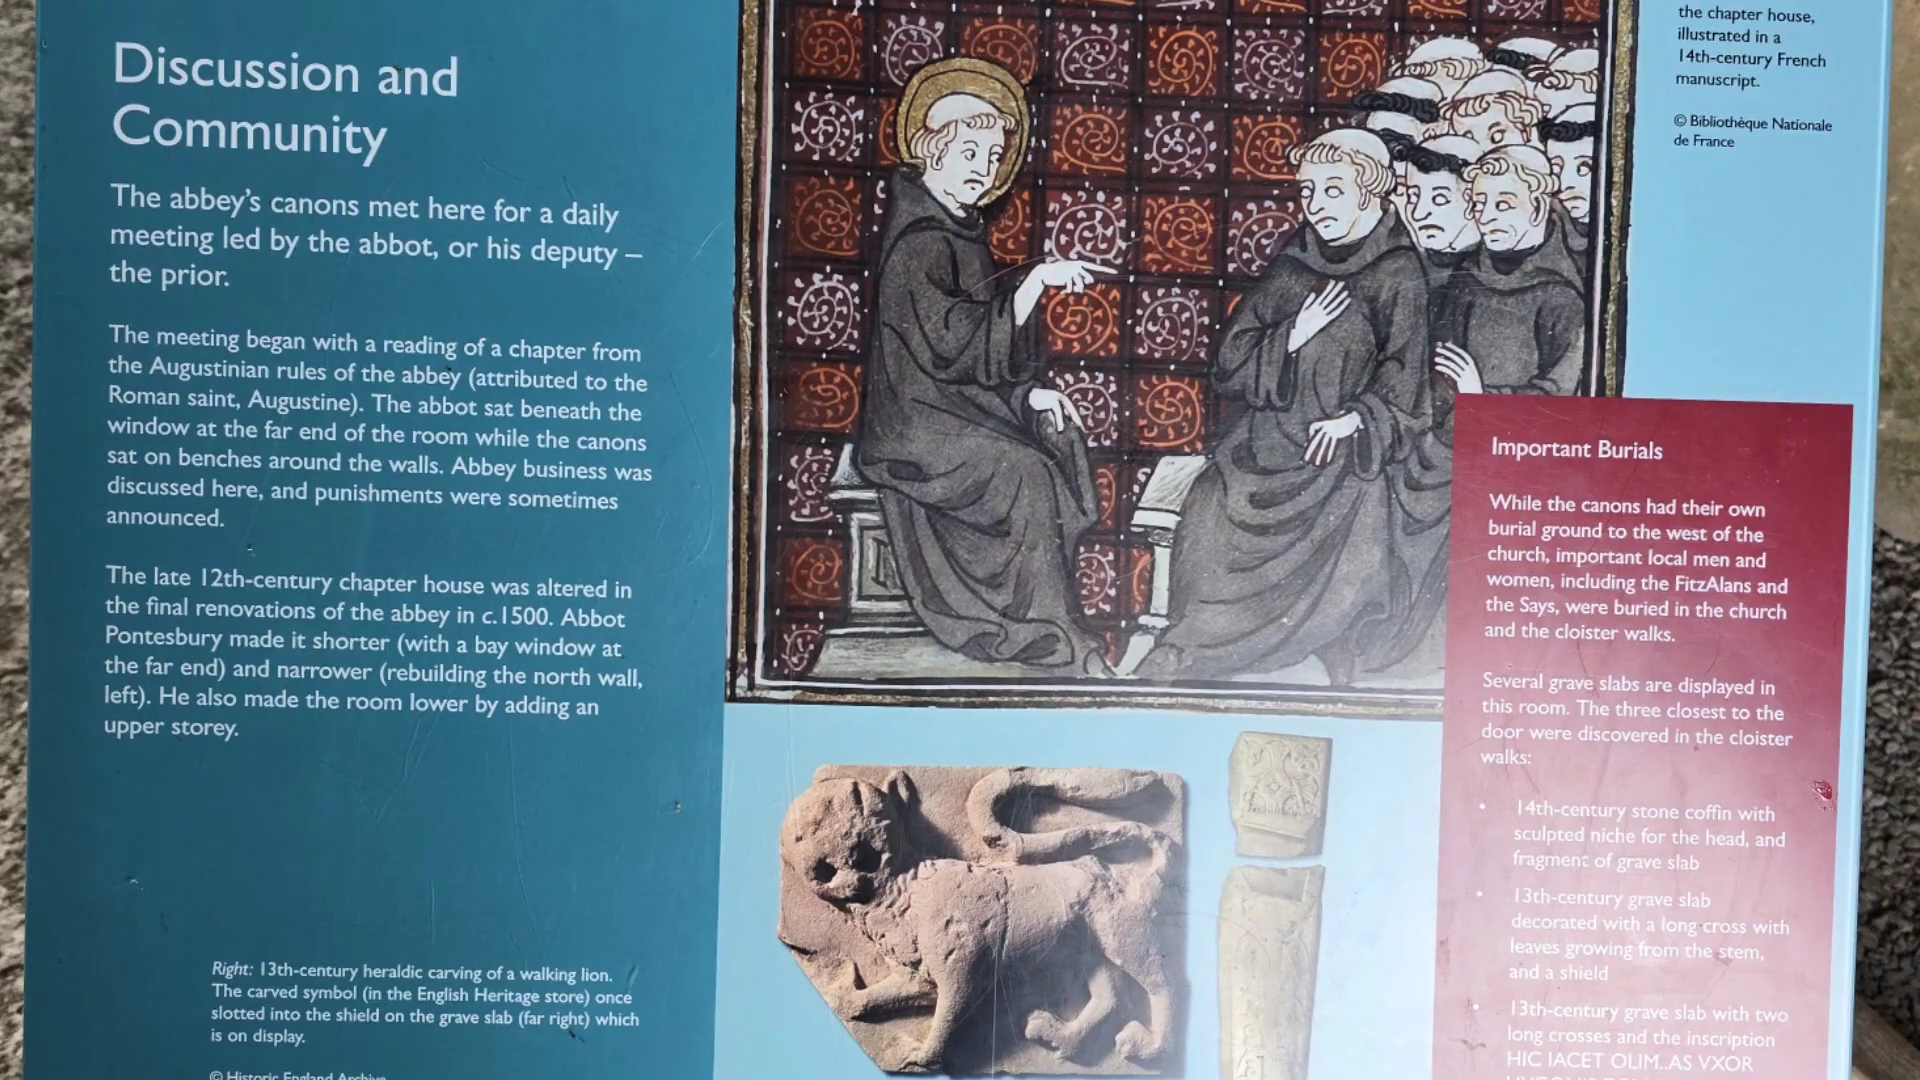 Discussion and
Community
The abbey's canons met here for a daily
meeting led by the abbot, or his deputy –
the prior.
The meeting began with a reading of a chapter from
the Augustinian rules of the abbey (attributed to the
Roman saint, Augustine). The abbot sat beneath the
window at the far end of the room while the canons
sat on benches around the walls. Abbey business was
discussed here, and punishments were sometimes
announced.
The late 12th-century chapter house was altered in
the final renovations of the abbey in c.1500. Abbot
Pontesbury made it shorter (with a bay window at
the far end) and narrower (rebuilding the north wall,
left). He also made the room lower by adding an
upper storey.
Right: 13th-century heraldic carving of a walking lion.
The carved symbol (in the English Heritage store) once
slotted into the shield on the grave slab (far right) which
is on display.
© Historic England Archive
the chapter house,
illustrated in a
14th-century French
manuscript.
© Bibliothèque Nationale
de France
Important Burials
While the canons had their own
burial ground to the west of the
church, important local men and
women, including the FitzAlans and
the Says, were buried in the church
and the cloister walks.
Several grave slabs are displayed in
this room. The three closest to the
door were discovered in the cloister
walks:
• 14th-century stone coffin with
sculpted niche for the head, and
fragment of grave slab
• 13th-century grave slab
decorated with a long cross with
leaves growing from the stem,
and a shield
• 13th-century grave slab with two
long crosses and the inscription
HIC IACET OLIM..AS VXOR